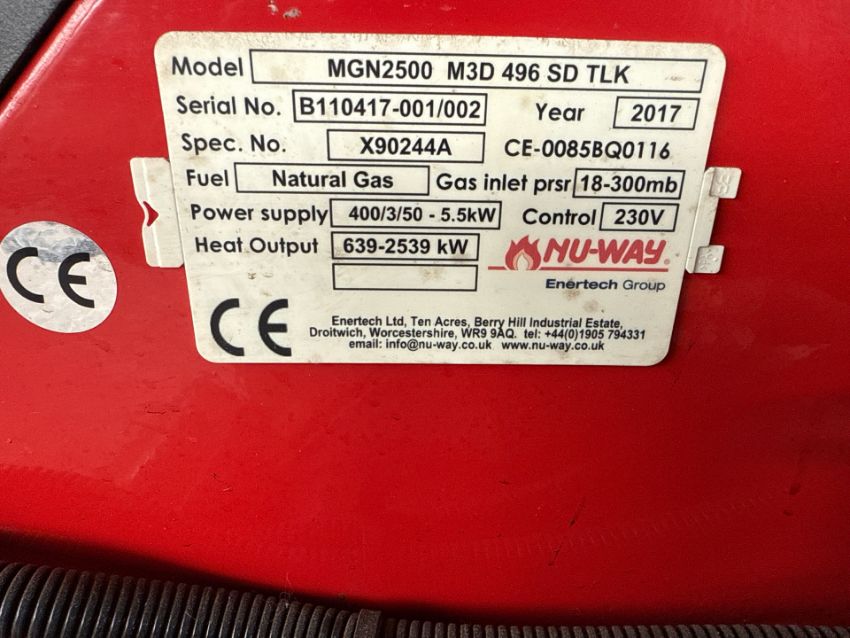 Model MGN2500 M3D 496 SD TLK
Serial No. B110417-001/002 Year 2017
Spec. No. X90244A CE-0085BQ0116
Fuel Natural Gas Gas inlet prsr 18-300mb
Power supply 400/3/50 - 5.5kW Control 230V
Heat Output 639-2539 kW NU-WAY®
Enertech Group
CE CE
Enertech Ltd, Ten Acres, Berry Hill Industrial Estate,
Droitwich, Worcestershire, WR9 9AQ. tel: +44(0)1905 794331
email: info@nu-way.co.uk www.nu-way.co.uk